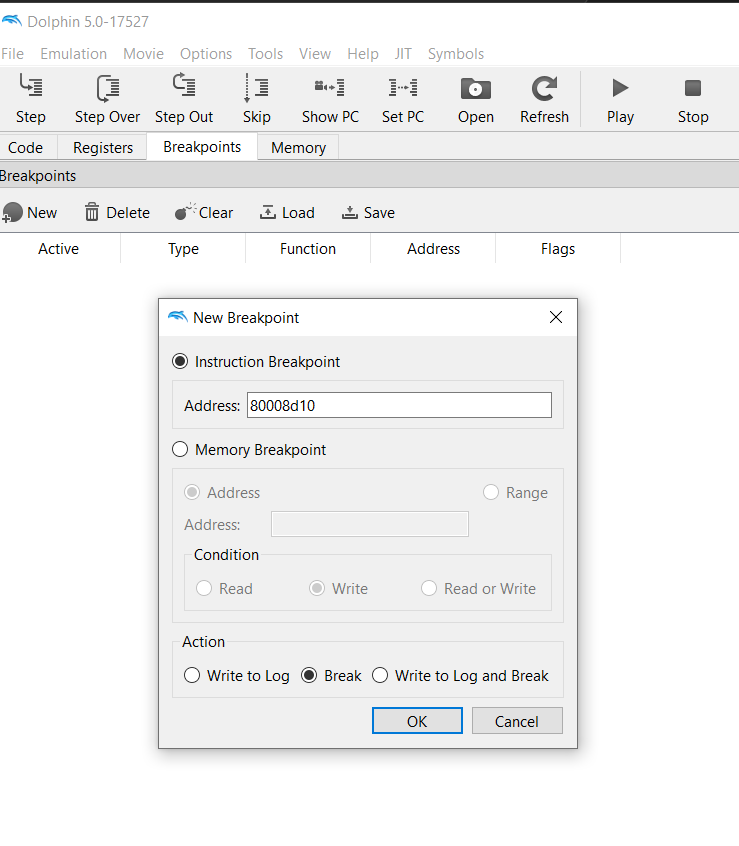 Dolphin 5.0-17527
File Emulation Movie Options Tools View Help JIT Symbols
Step Step Over Step Out Skip Show PC Set PC Open Refresh Play Stop
Code Registers Breakpoints Memory
Breakpoints
New Delete Clear Load Save
Active Type Function Address Flags
New Breakpoint
Instruction Breakpoint
Address: 80008d10
Memory Breakpoint
Address Range
Address:
Condition
Read Write Read or Write
Action
Write to Log Break Write to Log and Break
OK Cancel